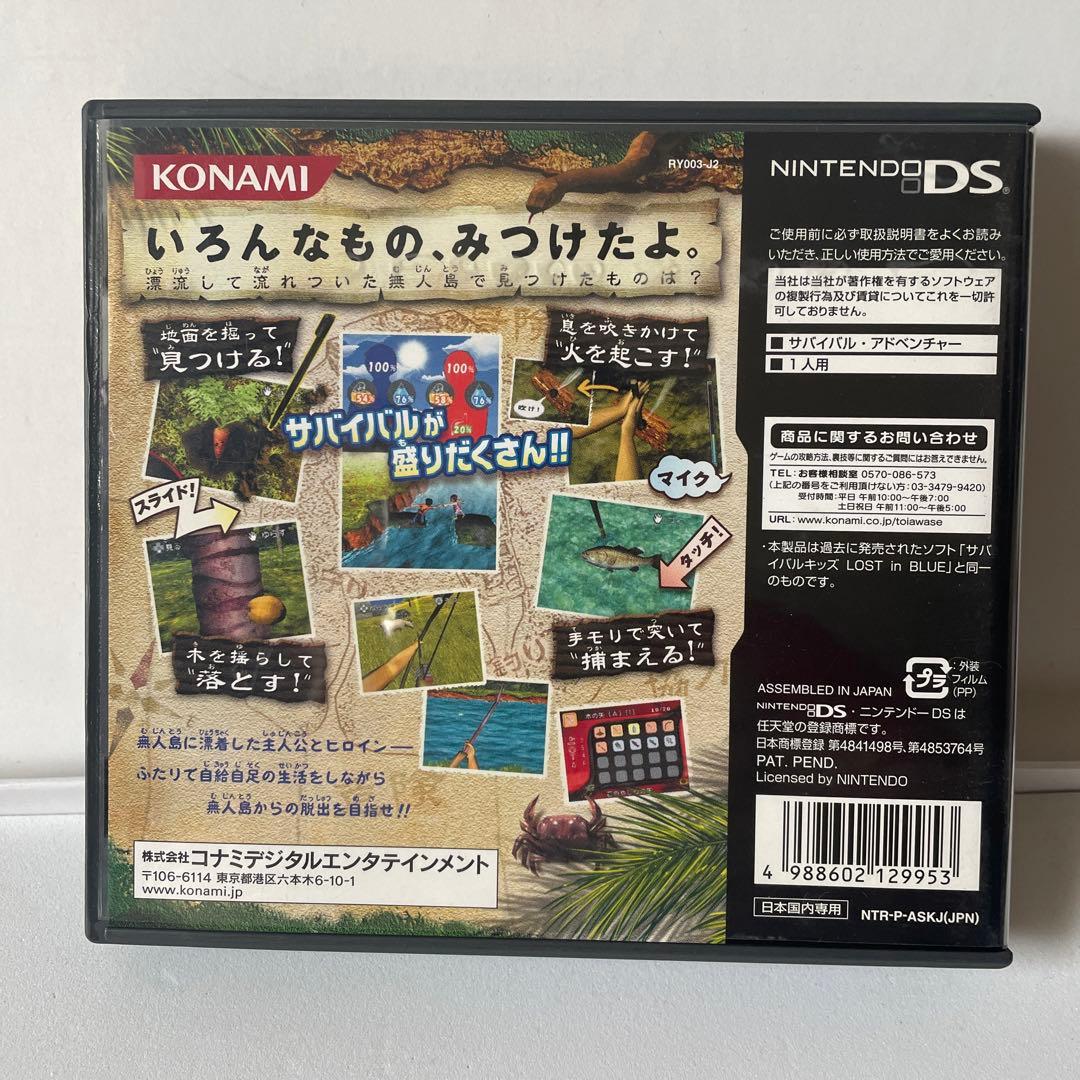 KONAMI
RY003-J2
いろんなもの、みつけたよ。
漂流して流れついた無人島で見つけたものは?
地面を掘って
"見つける!"
息を吹きかけて
"火を起こす!"
100%
100%
54%
76%
58%
76%
20%
サバイバルが
盛りだくさん!!
吹け!
マイク
スライド!
見る
ゆらす
タッチ!
木を揺らして
"落とす!"
手モリで突いて
"捕まえる!"
木の矢
10/20
無人島に漂着した主人公とヒロイン――
ふたりで自給自足の生活をしながら
無人島からの脱出を目指せ!!
株式会社コナミデジタルエンタテインメント
〒106-6114 東京都港区六本木6-10-1
www.konami.jp
NINTENDO DS®
ご使用前に必ず取扱説明書をよくお読み
いただき、正しい使用方法でご愛用ください。
当社は当社が著作権を有するソフトウェア
の複製行為及び賃貸についてこれを一切許
可しておりません。
■ サバイバル・アドベンチャー
■ 1人用
商品に関するお問い合わせ
ゲームの攻略方法、裏技等に関するご質問にはお答えできません。
TEL:お客様相談室 0570-086-573
(上記の番号をご利用頂けない方:03-3479-9420)
受付時間:平日 午前10:00〜午後7:00
土日祝日 午前11:00〜午後5:00
URL:www.konami.co.jp/toiawase
・本製品は過去に発売されたソフト「サバ
イバルキッズ LOST in BLUE」と同一
のものです。
プラ
:外装
フィルム
(PP)
ASSEMBLED IN JAPAN
NINTENDO DS・ニンテンドーDSは
任天堂の登録商標です。
日本商標登録 第4841498号、第4853764号
PAT. PEND.
Licensed by NINTENDO
4 988602 129953
日本国内専用
NTR-P-ASKJ(JPN)